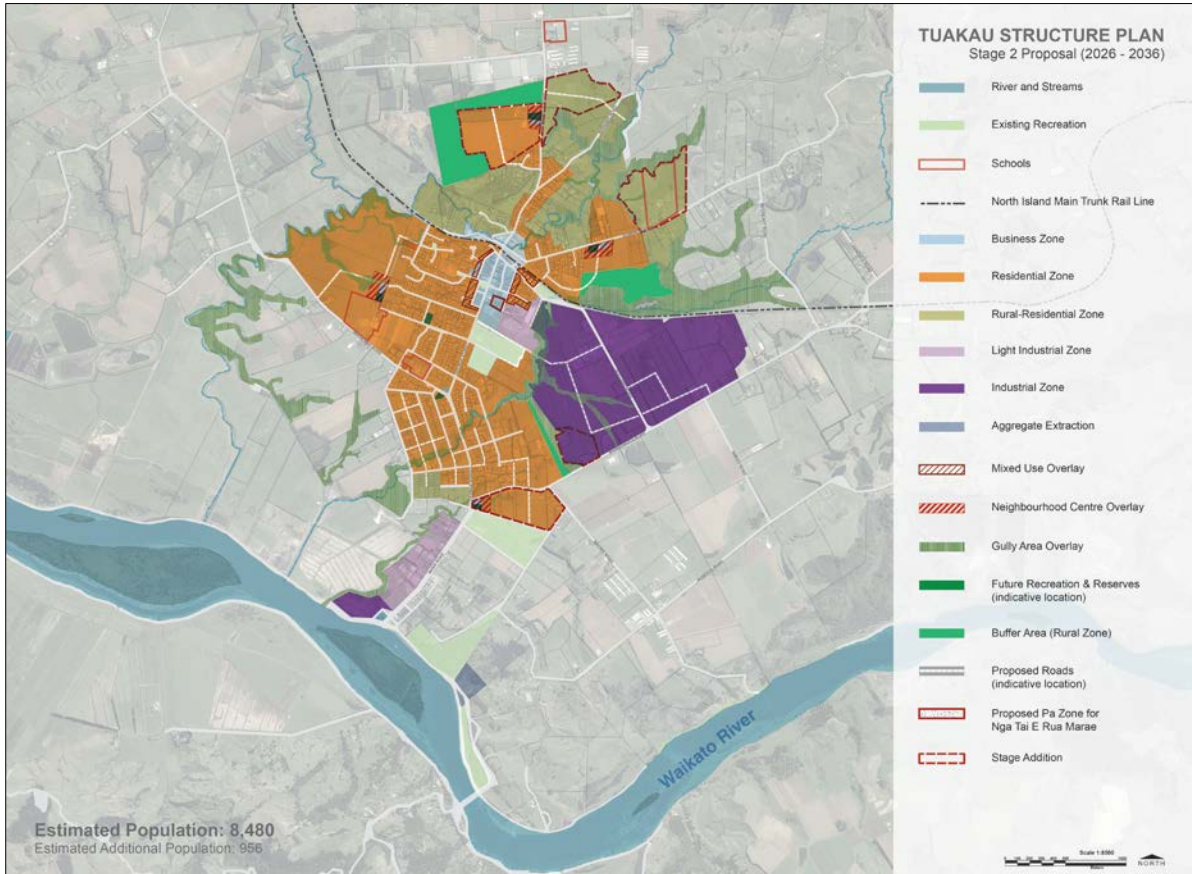 TUAKAU STRUCTURE PLAN
Stage 2 Proposal (2026 - 2036)
River and Streams
Existing Recreation
Schools
North Island Main Trunk Rail Line
Business Zone
Residential Zone
Rural-Residential Zone
Light Industrial Zone
Industrial Zone
Aggregate Extraction
Mixed Use Overlay
Neighbourhood Centre Overlay
Gully Area Overlay
Future Recreation & Reserves
(indicative location)
Buffer Area (Rural Zone)
Proposed Roads
(indicative location)
Proposed Pa Zone for
Nga Tai E Rua Marae
Stage Addition
Waikato River
Estimated Population: 8,480
Estimated Additional Population: 956
NORTH